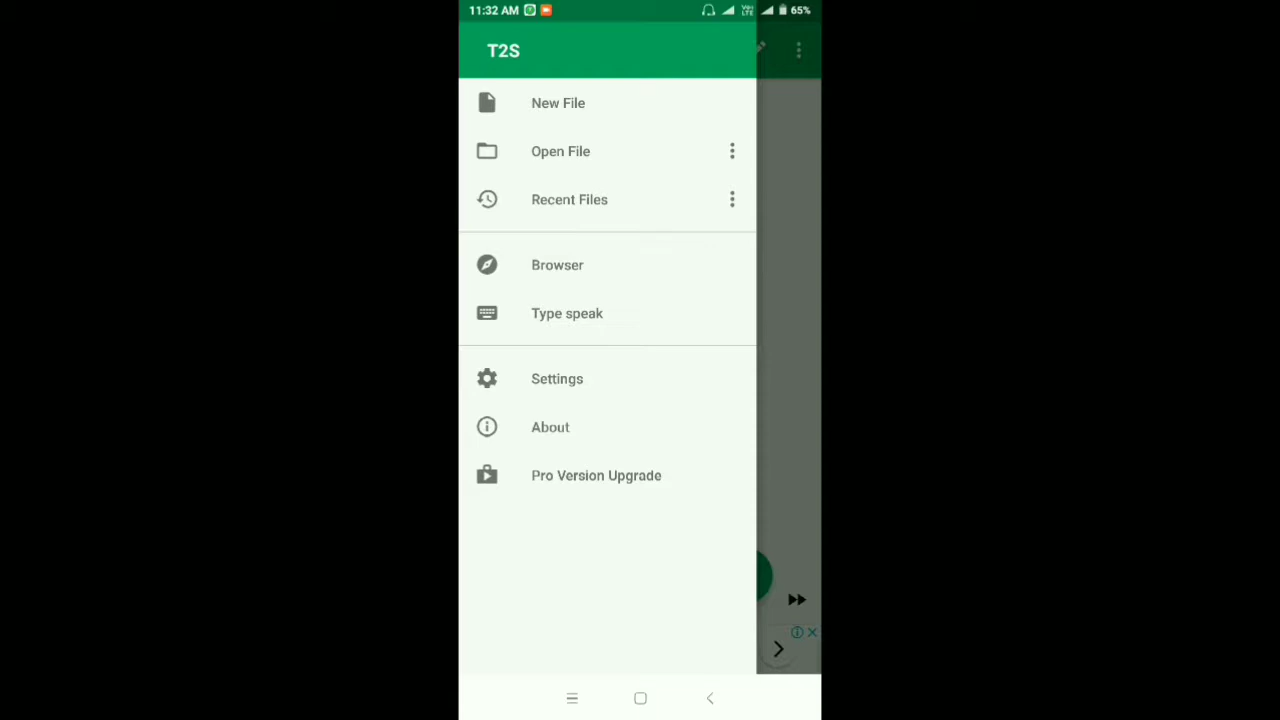 11:32 AM VoLTE 65%
T2S
New File
Open File
Recent Files
Browser
Type speak
Settings
About
Pro Version Upgrade